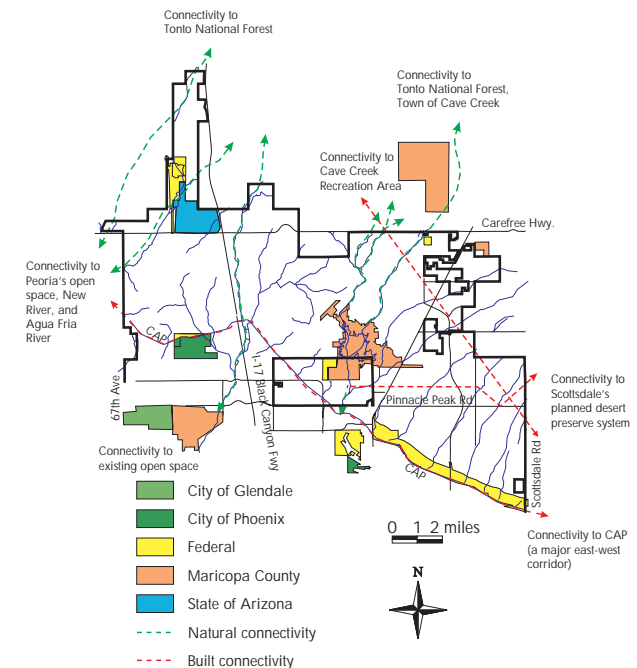 Connectivity to
Tonto National Forest
Connectivity to
Tonto National Forest,
Town of Cave Creek
Connectivity to
Cave Creek
Recreation Area
Carefree Hwy.
Connectivity to
Peoria's open
space, New
River, and
Agua Fria
River
CAP
67th Ave
I-17 Black Canyon Fwy
Pinnacle Peak Rd
Connectivity to
Scottsdale's
planned desert
preserve system
Connectivity to
existing open space
CAP
Scottsdale Rd
City of Glendale
City of Phoenix
Federal
Maricopa County
State of Arizona
Natural connectivity
Built connectivity
0 1 2 miles
Connectivity to CAP
(a major east-west
corridor)
N